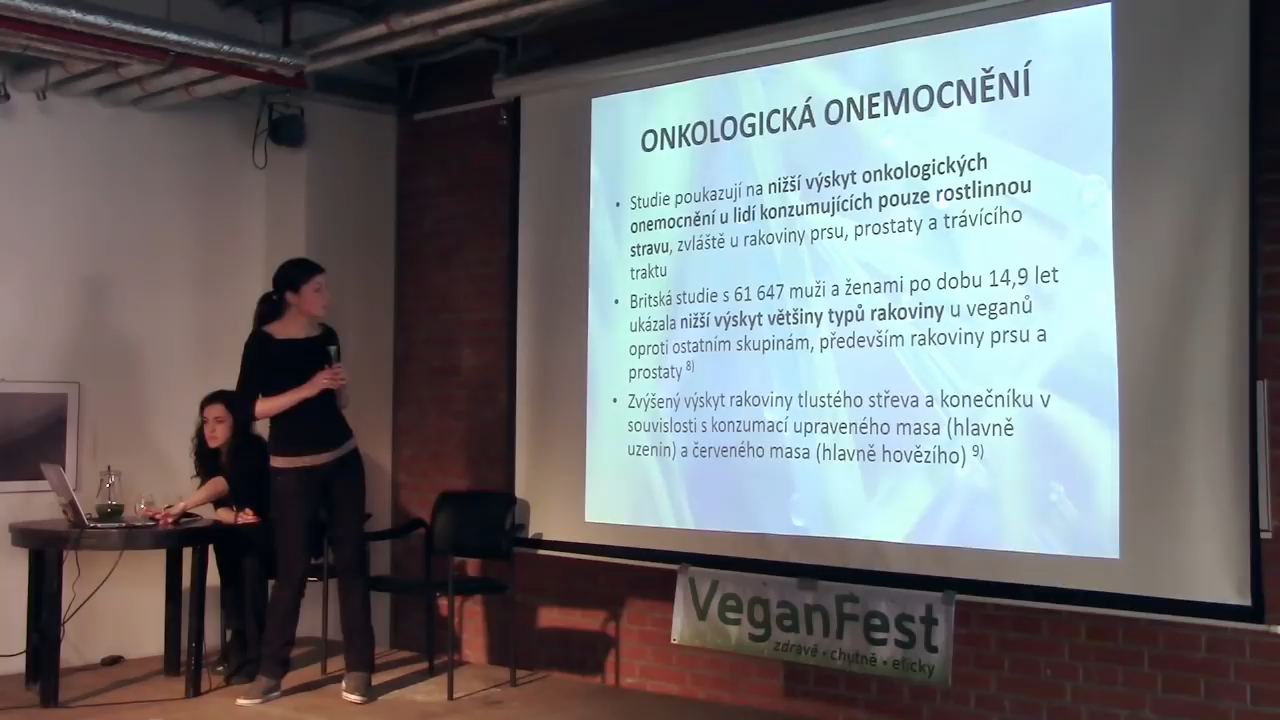 ONKOLOGICKÁ ONEMOCNĚNÍ
• Studie poukazují na nižší výskyt onkologických
onemocnění u lidí konzumujících pouze rostlinnou
stravu, zvláště u rakoviny prsu, prostaty a trávícího
traktu
• Britská studie s 61 647 muži a ženami po dobu 14,9 let
ukázala nižší výskyt většiny typů rakoviny u veganů
oproti ostatním skupinám, především rakoviny prsu a
prostaty 8)
• Zvýšený výskyt rakoviny tlustého střeva a konečníku v
souvislosti s konzumací upraveného masa (hlavně
uzenin) a červeného masa (hlavně hovězího) 9)
VeganFest
zdravě • chutně • eticky